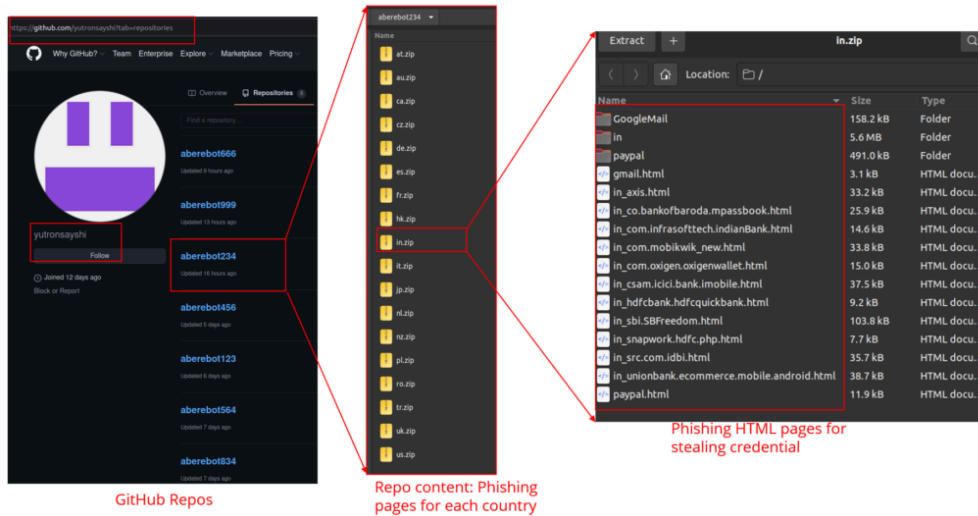 https://github.com/yutronsayshi?tab=repositories
Why GitHub? Team Enterprise Explore Marketplace Pricing
Overview Repositories 8
Find a repository...
aberebot666
Updated 9 hours ago
aberebot999
Updated 13 hours ago
yutronsayshi
Follow
Joined 12 days ago
Block or Report
aberebot234
Updated 16 hours ago
aberebot456
Updated 5 days ago
aberebot123
Updated 6 days ago
aberebot564
Updated 7 days ago
aberebot834
Updated 7 days ago
GitHub Repos
aberebot234
Name
at.zip
au.zip
ca.zip
cz.zip
de.zip
es.zip
fr.zip
hk.zip
in.zip
it.zip
jp.zip
nl.zip
nz.zip
pl.zip
ro.zip
tr.zip
uk.zip
us.zip
Repo content: Phishing
pages for each country
Extract + in.zip
Location: /
Name Size Type
GoogleMail 158.2 kB Folder
in 5.6 MB Folder
paypal 491.0 kB Folder
gmail.html 3.1 kB HTML docu...
in_axis.html 33.2 kB HTML docu...
in_co.bankofbaroda.mpassbook.html 25.9 kB HTML docu...
in_com.infrasofttech.indianBank.html 14.6 kB HTML docu...
in_com.mobikwik_new.html 33.8 kB HTML docu...
in_com.oxigen.oxigenwallet.html 15.0 kB HTML docu...
in_csam.icici.bank.imobile.html 37.5 kB HTML docu...
in_hdfcbank.hdfcquickbank.html 9.2 kB HTML docu...
in_sbi.SBFreedom.html 103.8 kB HTML docu...
in_snapwork.hdfc.php.html 7.7 kB HTML docu...
in_src.com.idbi.html 35.7 kB HTML docu...
in_unionbank.ecommerce.mobile.android.html 38.7 kB HTML docu...
paypal.html 11.9 kB HTML docu...
Phishing HTML pages for
stealing credential